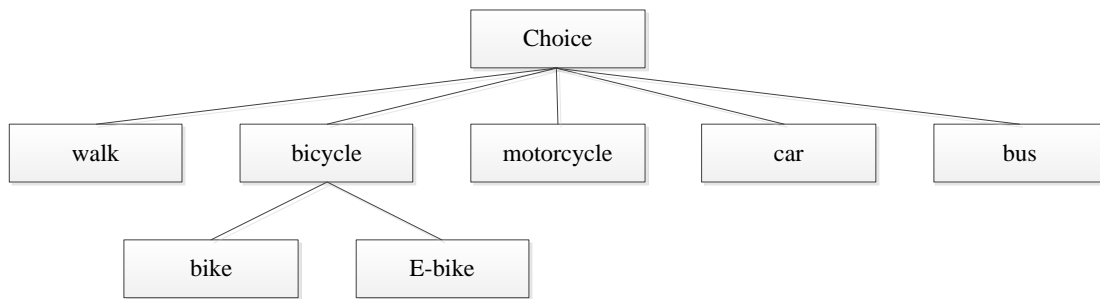 Choice
walk
bicycle
motorcycle
car
bus
bike
E-bike